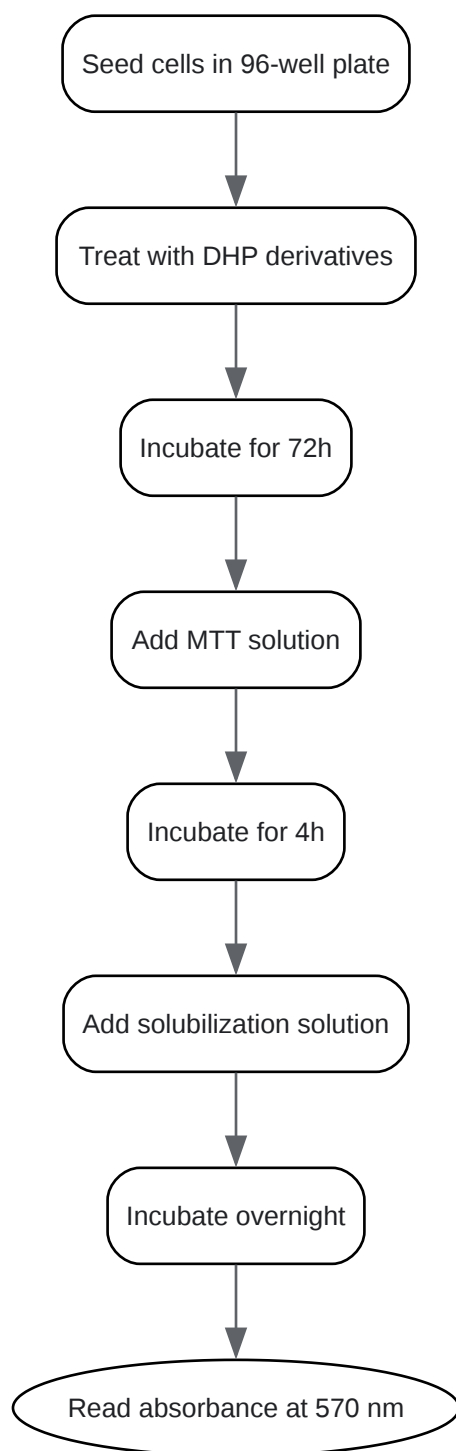 Seed cells in 96-well plate
Treat with DHP derivatives
Incubate for 72h
Add MTT solution
Incubate for 4h
Add solubilization solution
Incubate overnight
Read absorbance at 570 nm